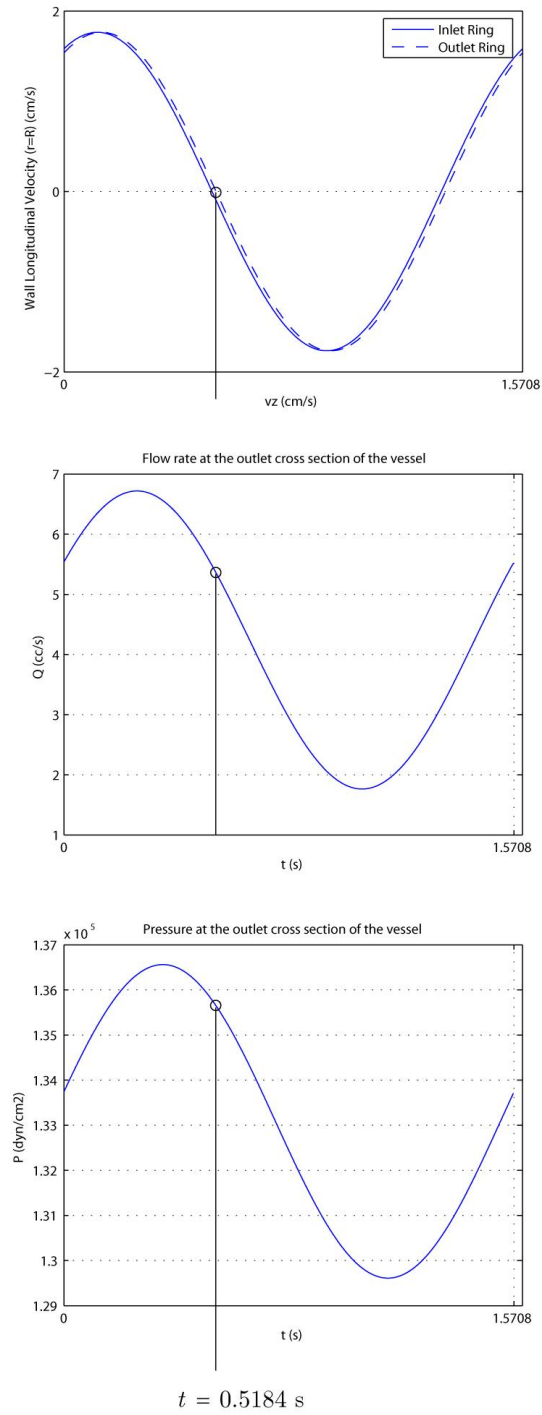 2
Inlet Ring
Outlet Ring
Wall Longitudinal Velocity (r=R) (cm/s)
0
−2
0
1.5708
vz (cm/s)
Flow rate at the outlet cross section of the vessel
7
6
5
4
3
2
1
Q (cc/s)
0
1.5708
t (s)
x 10 5
Pressure at the outlet cross section of the vessel
1.37
1.36
1.35
1.34
1.33
1.32
1.31
1.3
1.29
P (dyn/cm2)
0
1.5708
t (s)
t = 0.5184 s